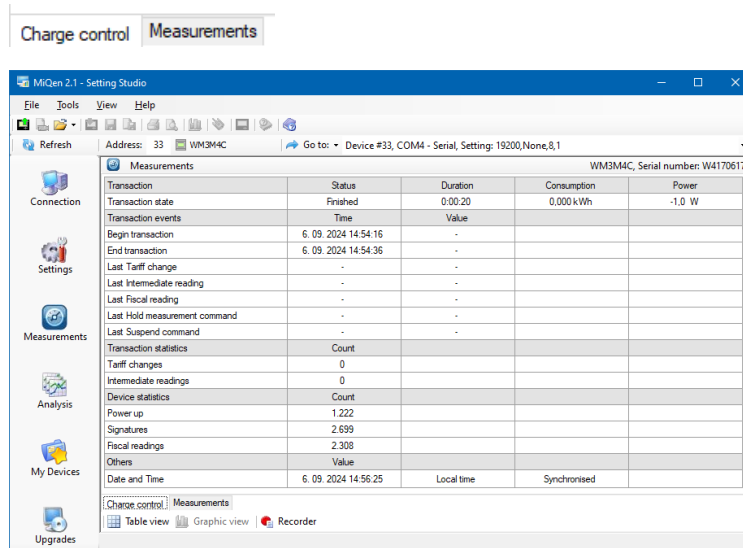 Charge control Measurements
MiQen 2.1 - Setting Studio
File Tools View Help
Refresh Address: 33 WM3M4C Go to: Device #33, COM4 - Serial, Setting: 19200,None,8,1
Measurements WM3M4C, Serial number: W4170617
Connection
Settings
Measurements
Analysis
My Devices
Upgrades
Transaction Status Duration Consumption Power
Transaction state Finished 0:00:20 0,000 kWh -1,0 W
Transaction events Time Value
Begin transaction 6. 09. 2024 14:54:16 -
End transaction 6. 09. 2024 14:54:36 -
Last Tariff change - -
Last Intermediate reading - -
Last Fiscal reading - -
Last Hold measurement command - -
Last Suspend command - -
Transaction statistics Count
Tariff changes 0
Intermediate readings 0
Device statistics Count
Power up 1.222
Signatures 2.699
Fiscal readings 2.308
Others Value
Date and Time 6. 09. 2024 14:56:25 Local time Synchronised
Charge control Measurements
Table view Graphic view Recorder